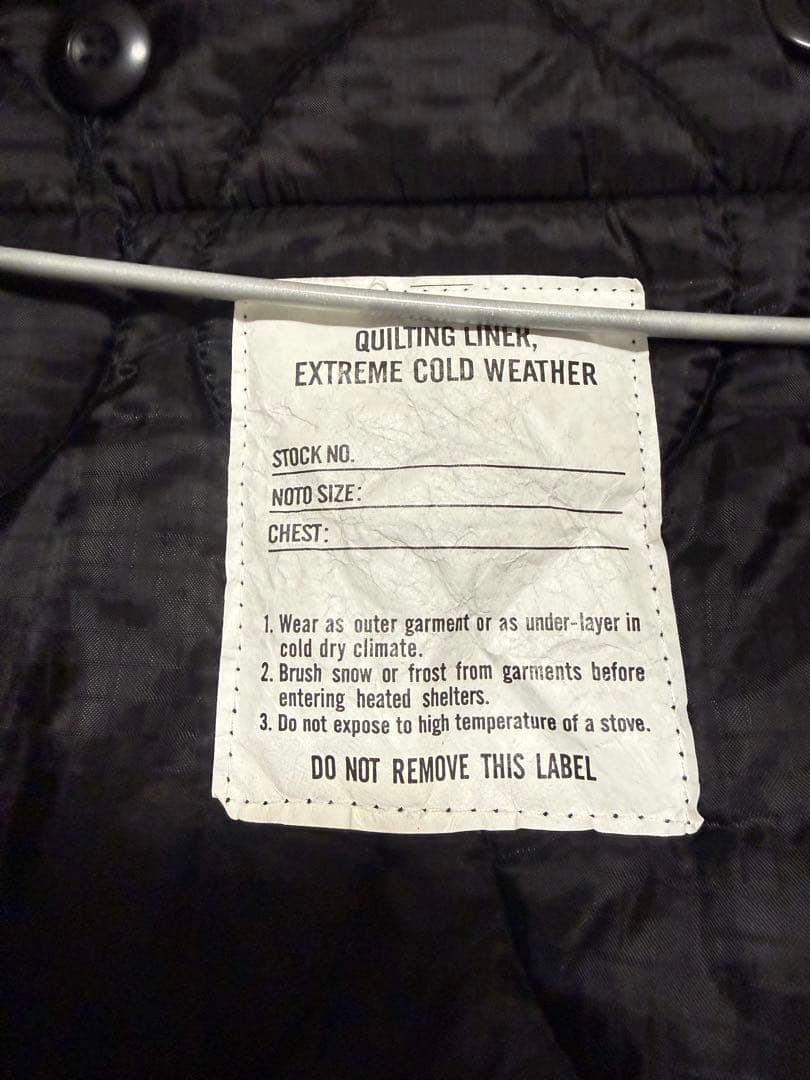 QUILTING LINER,
EXTREME COLD WEATHER
STOCK NO.
NOTO SIZE:
CHEST:
1. Wear as outer garment or as under-layer in
cold dry climate.
2. Brush snow or frost from garments before
entering heated shelters.
3. Do not expose to high temperature of a stove.
DO NOT REMOVE THIS LABEL